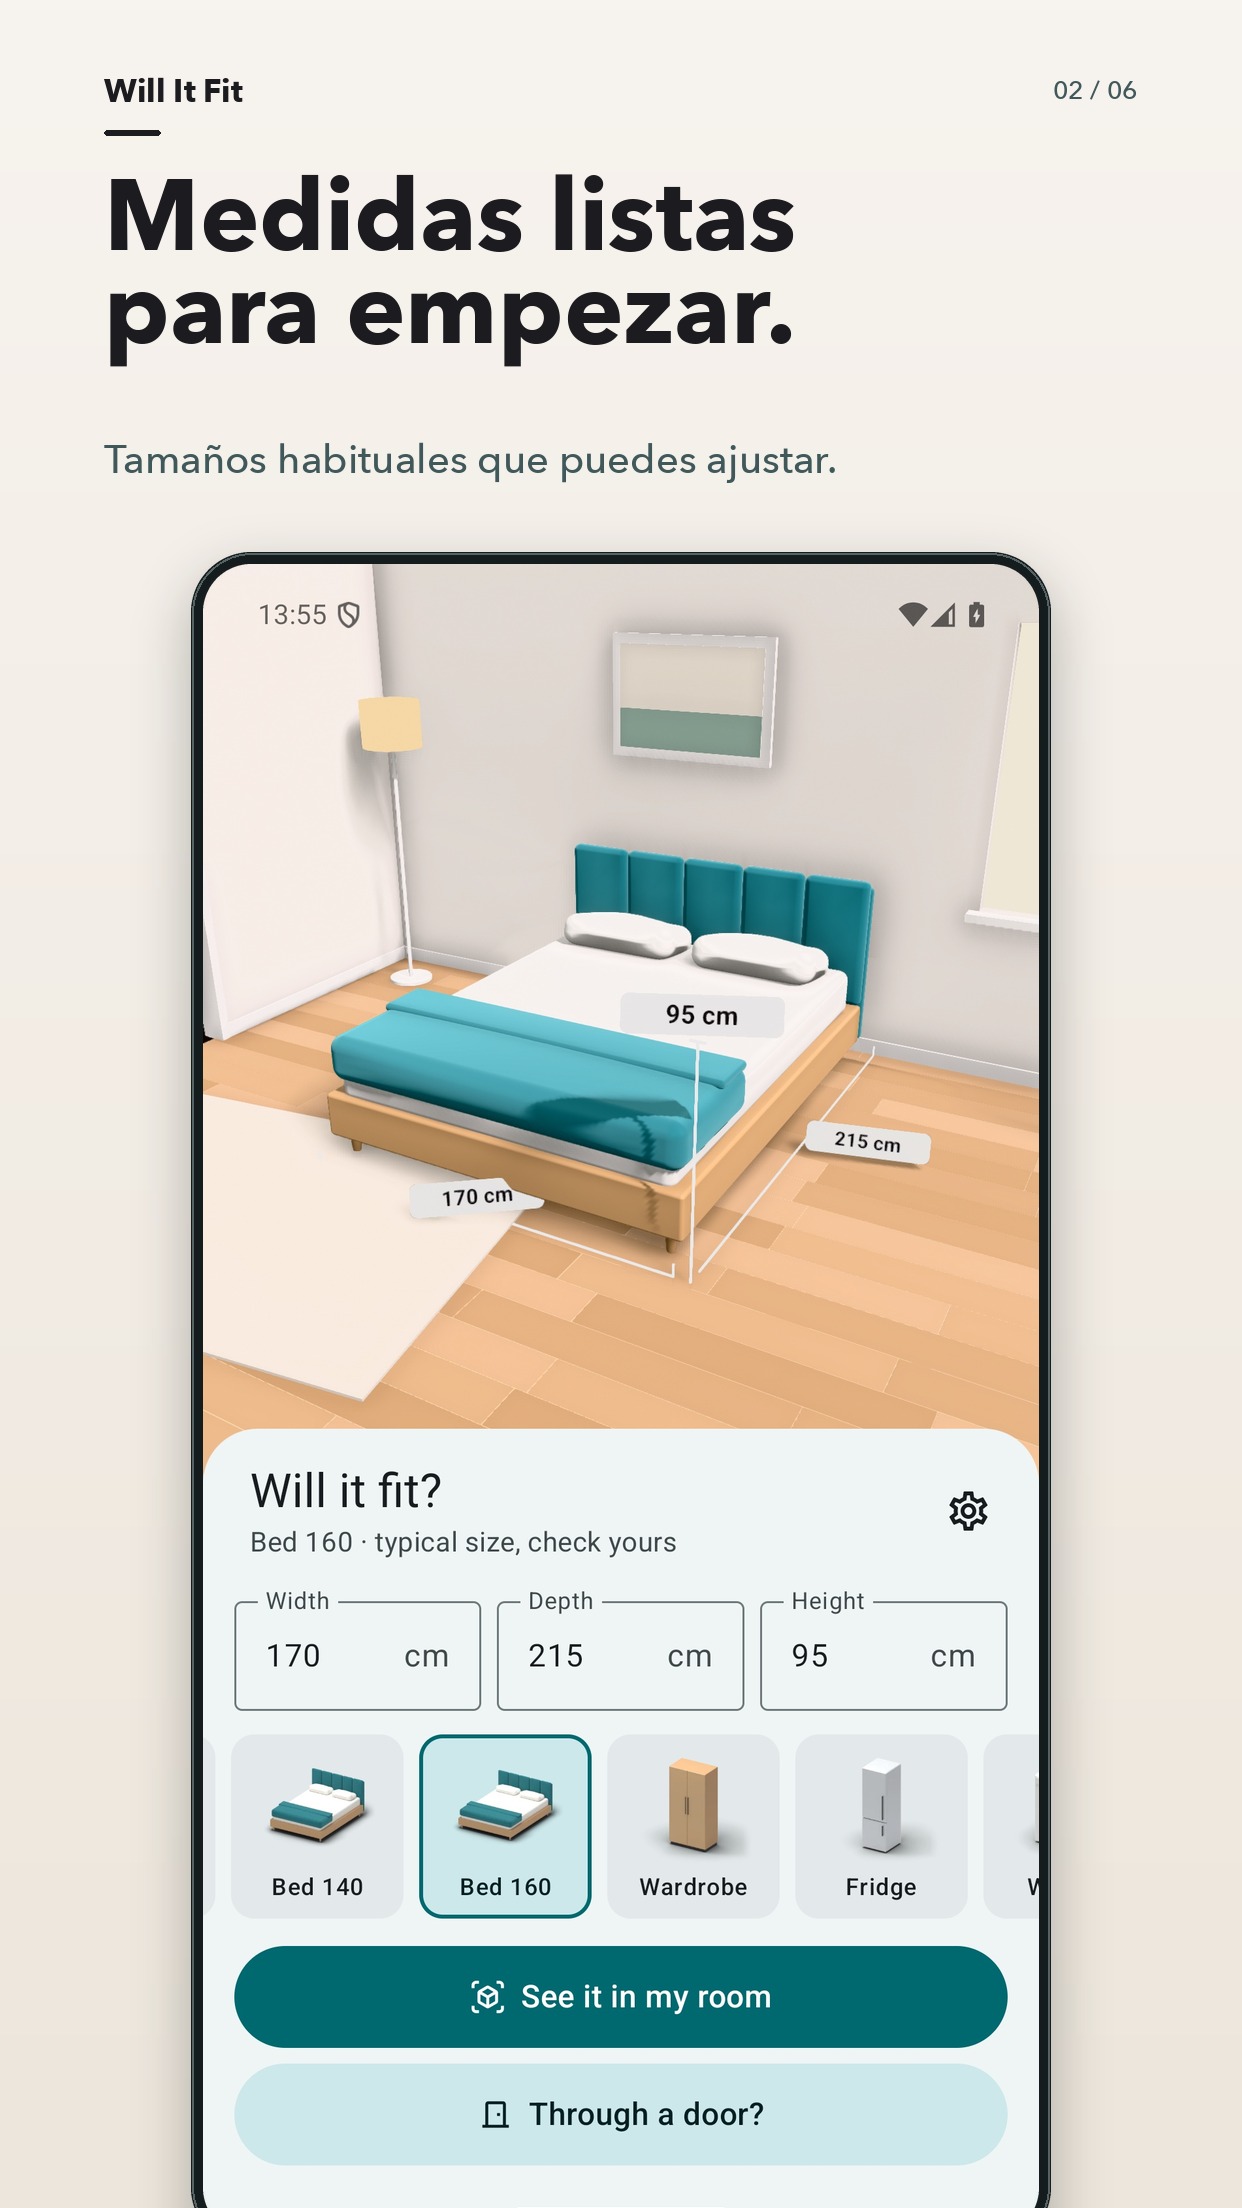 Will It Fit
02 / 06
Medidas listas
para empezar.
Tamaños habituales que puedes ajustar.
13:55
95 cm
215 cm
170 cm
Will it fit?
Bed 160 · typical size, check yours
Width
Depth
Height
170 cm
215 cm
95 cm
Bed 140
Bed 160
Wardrobe
Fridge
See it in my room
Through a door?